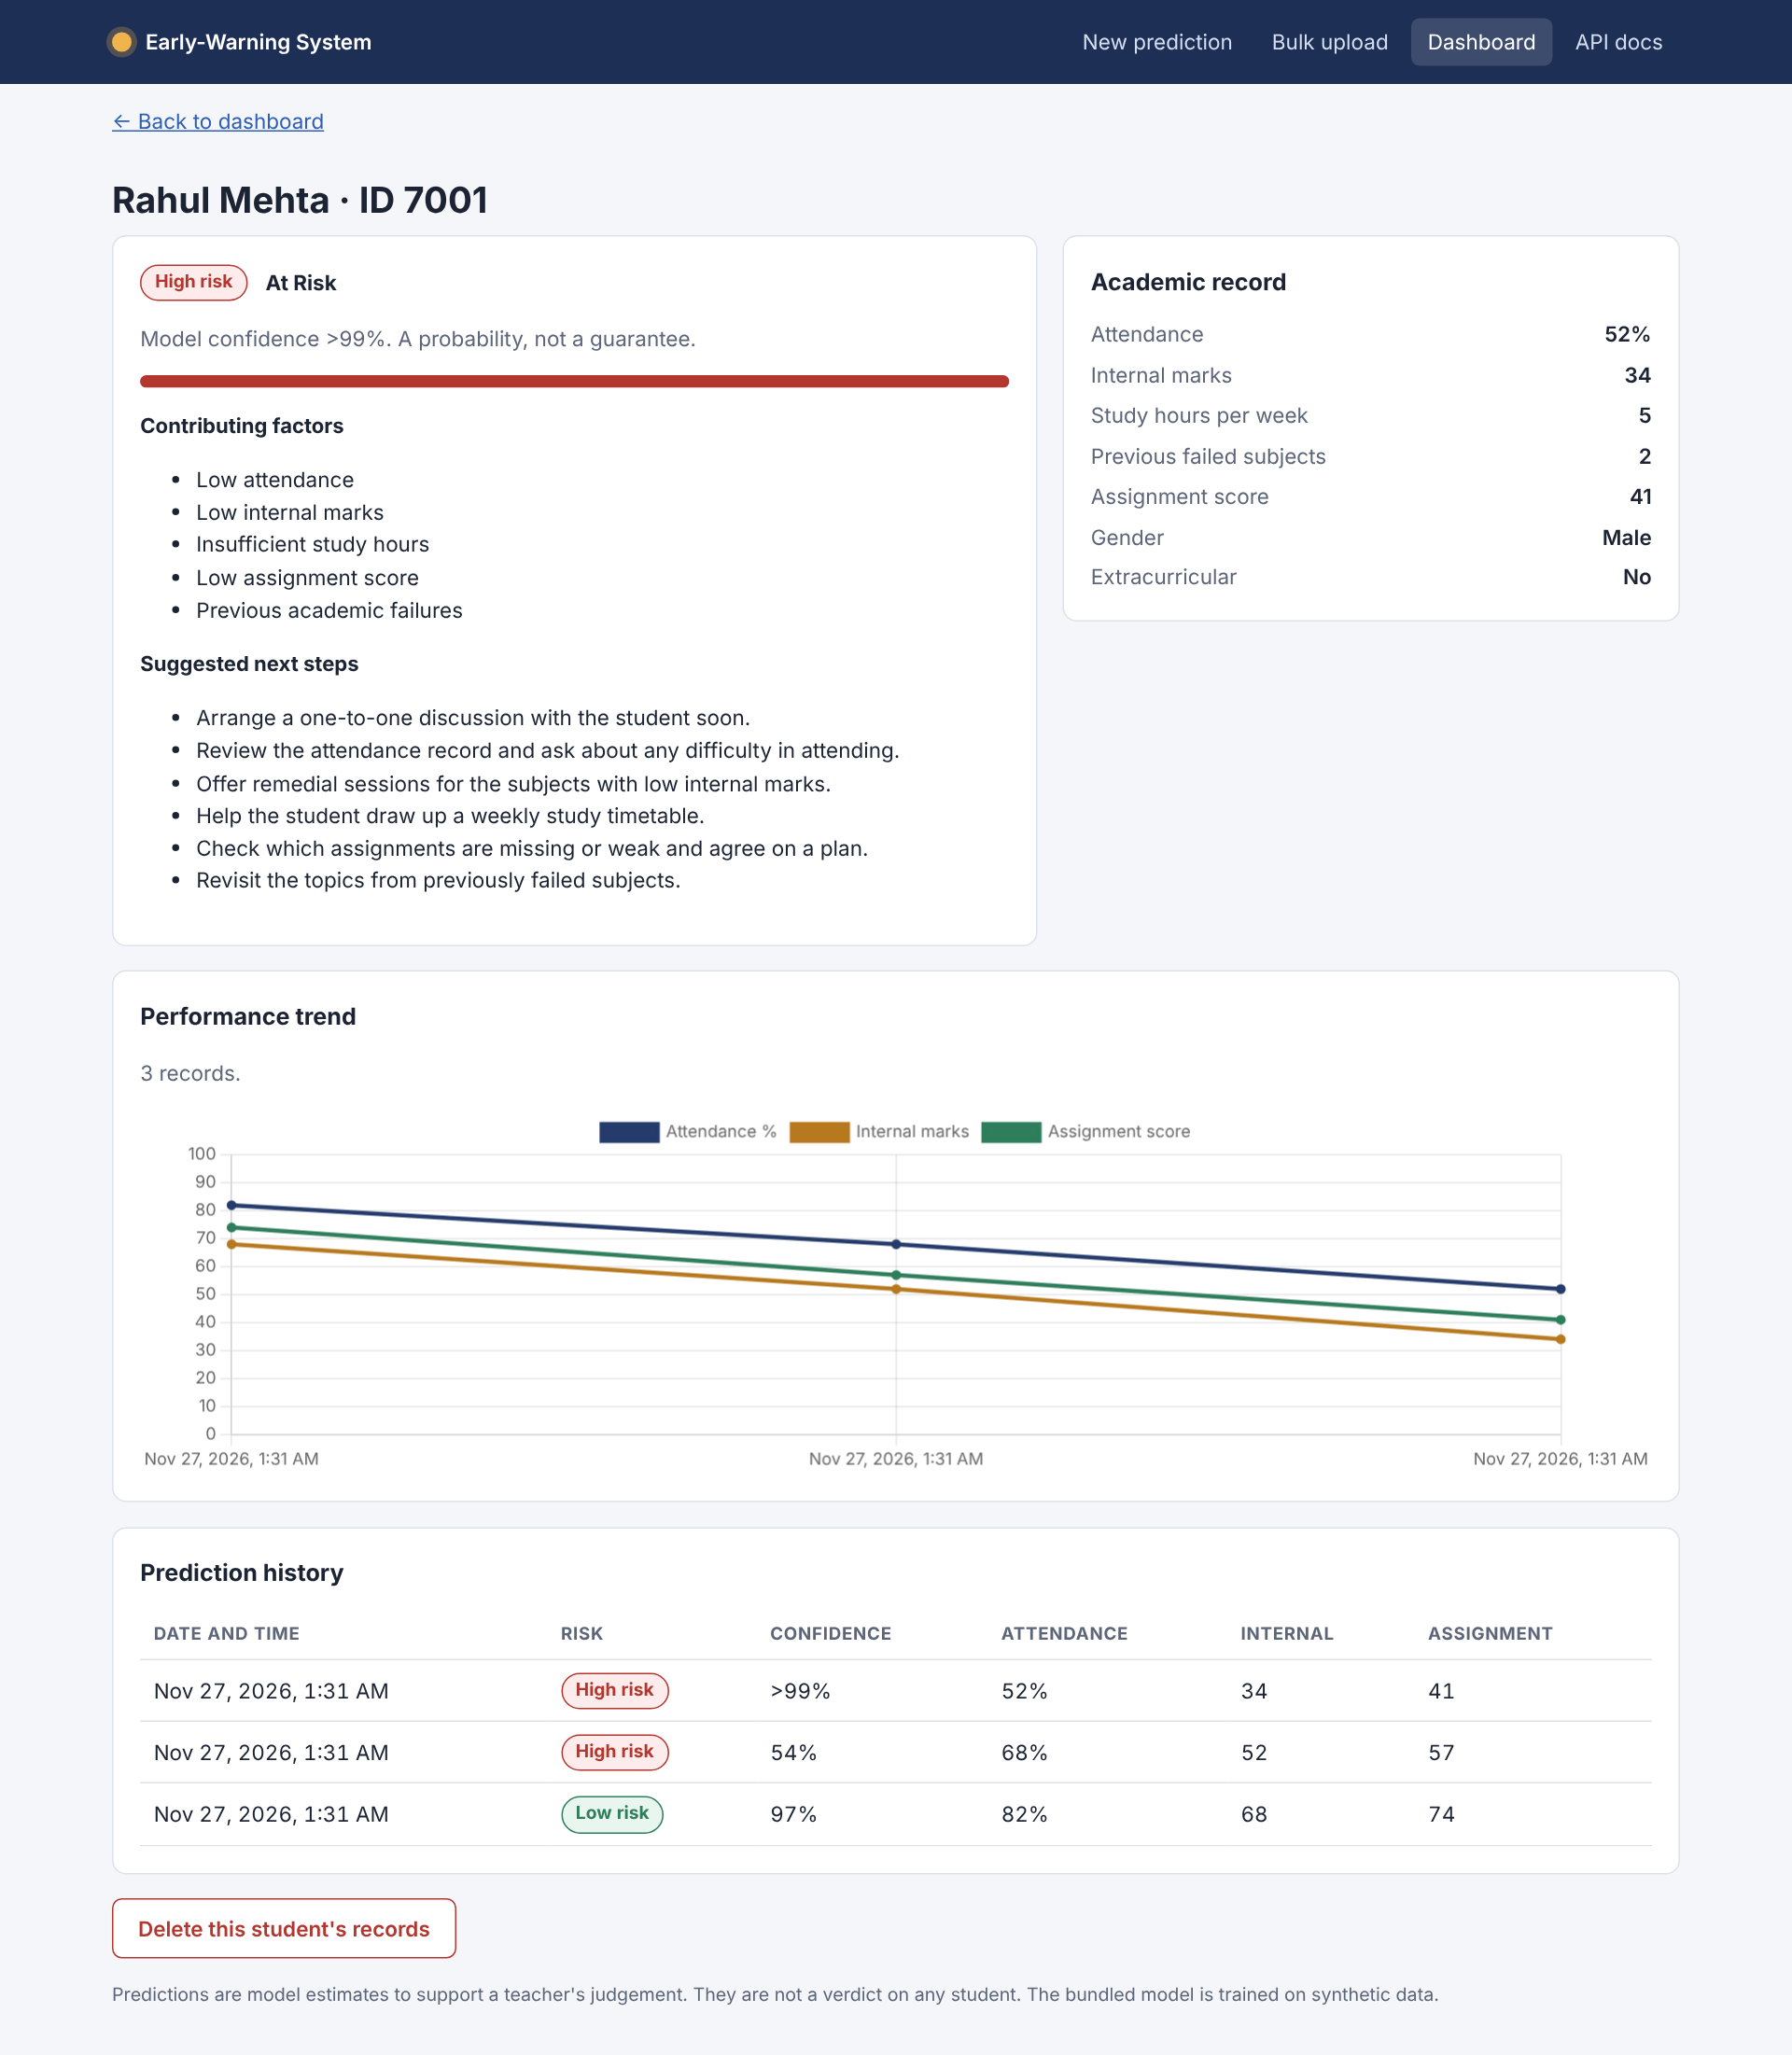 Early-Warning System
New prediction
Bulk upload
Dashboard
API docs
← Back to dashboard
Rahul Mehta · ID 7001
High risk At Risk
Model confidence >99%. A probability, not a guarantee.
Contributing factors
• Low attendance
• Low internal marks
• Insufficient study hours
• Low assignment score
• Previous academic failures
Suggested next steps
• Arrange a one-to-one discussion with the student soon.
• Review the attendance record and ask about any difficulty in attending.
• Offer remedial sessions for the subjects with low internal marks.
• Help the student draw up a weekly study timetable.
• Check which assignments are missing or weak and agree on a plan.
• Revisit the topics from previously failed subjects.
Academic record
Attendance 52%
Internal marks 34
Study hours per week 5
Previous failed subjects 2
Assignment score 41
Gender Male
Extracurricular No
Performance trend
3 records.
Attendance % Internal marks Assignment score
100
90
80
70
60
50
40
30
20
10
0
Nov 27, 2026, 1:31 AM Nov 27, 2026, 1:31 AM Nov 27, 2026, 1:31 AM
Prediction history
DATE AND TIME RISK CONFIDENCE ATTENDANCE INTERNAL ASSIGNMENT
Nov 27, 2026, 1:31 AM High risk >99% 52% 34 41
Nov 27, 2026, 1:31 AM High risk 54% 68% 52 57
Nov 27, 2026, 1:31 AM Low risk 97% 82% 68 74
Delete this student's records
Predictions are model estimates to support a teacher's judgement. They are not a verdict on any student. The bundled model is trained on synthetic data.